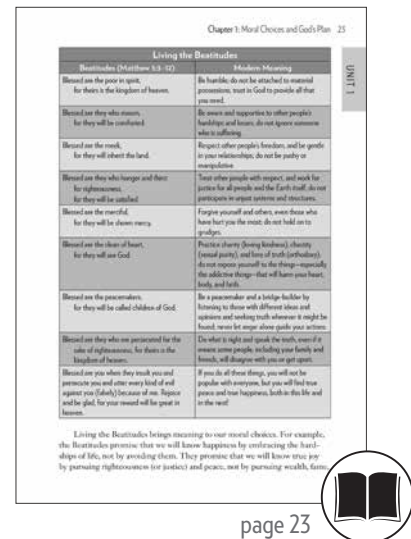 Chapter 1: Moral Choices and God's Plan 23
UNIT 1
Living the Beatitudes
Beatitudes (Matthew 5:3–12)
Modern Meaning
Blessed are the poor in spirit,
for theirs is the kingdom of heaven.
Be humble; do not be attached to material
possessions; trust in God to provide all that
you need.
Blessed are they who mourn,
for they will be comforted.
Be aware and supportive to other people's
hardships and losses; do not ignore someone
who is suffering.
Blessed are the meek,
for they will inherit the land.
Respect other people's freedom, and be gentle
in your relationships; do not be pushy or
manipulative.
Blessed are they who hunger and thirst
for righteousness,
for they will be satisfied.
Treat other people with respect, and work for
justice for all people and the Earth itself; do not
participate in unjust systems and structures.
Blessed are the merciful,
for they will be shown mercy.
Forgive yourself and others, even those who
have hurt you the most; do not hold on to
grudges.
Blessed are the clean of heart,
for they will see God.
Practice charity (loving kindness), chastity
(sexual purity), and love of truth (orthodoxy);
do not expose yourself to the things—especially
the addictive things—that will harm your heart,
body, and faith.
Blessed are the peacemakers,
for they will be called children of God.
Be a peacemaker and a bridge-builder by
listening to those with different ideas and
opinions and seeking truth wherever it might be
found; never let anger alone guide your actions.
Blessed are they who are persecuted for the
sake of righteousness, for theirs is the
kingdom of heaven.
Do what is right and speak the truth, even if it
means some people, including your family and
friends, will disagree with you or get upset.
Blessed are you when they insult you and
persecute you and utter every kind of evil
against you (falsely) because of me. Rejoice
and be glad, for your reward will be great in
heaven.
If you do all these things, you will not be
popular with everyone, but you will find true
peace and true happiness, both in this life and
in the next!
Living the Beatitudes brings meaning to our moral choices. For example,
the Beatitudes promise that we will know happiness by embracing the hard-
ships of life, not by avoiding them. They promise that we will know true joy
by pursuing righteousness (or justice) and peace, not by pursuing wealth, fame,
page 23